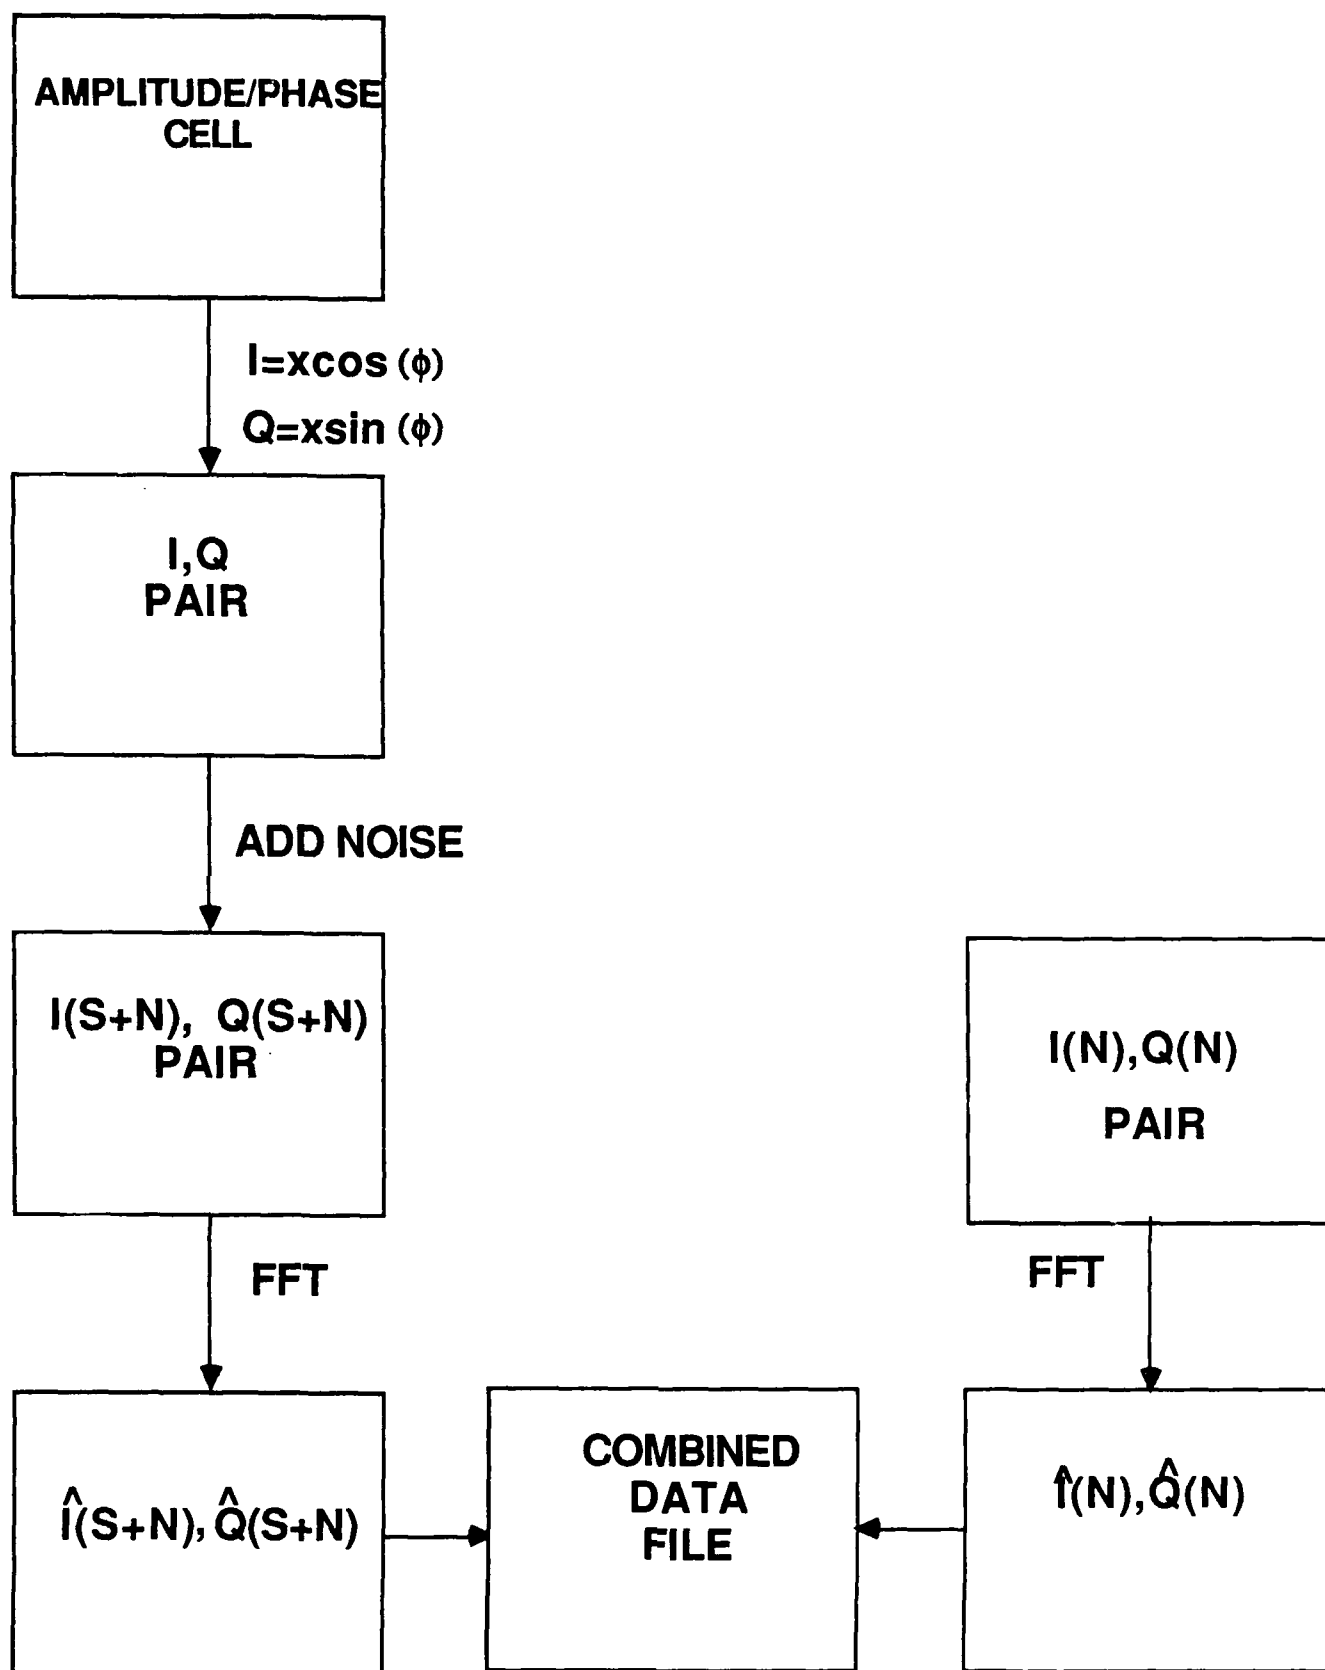 AMPLITUDE/PHASE
CELL
I=xcos (ϕ)
Q=xsin (ϕ)
I,Q
PAIR
ADD NOISE
I(S+N), Q(S+N)
PAIR
I(N),Q(N)
PAIR
FFT
FFT
Î(S+N), Q̂(S+N)
COMBINED
DATA
FILE
Î(N), Q̂(N)